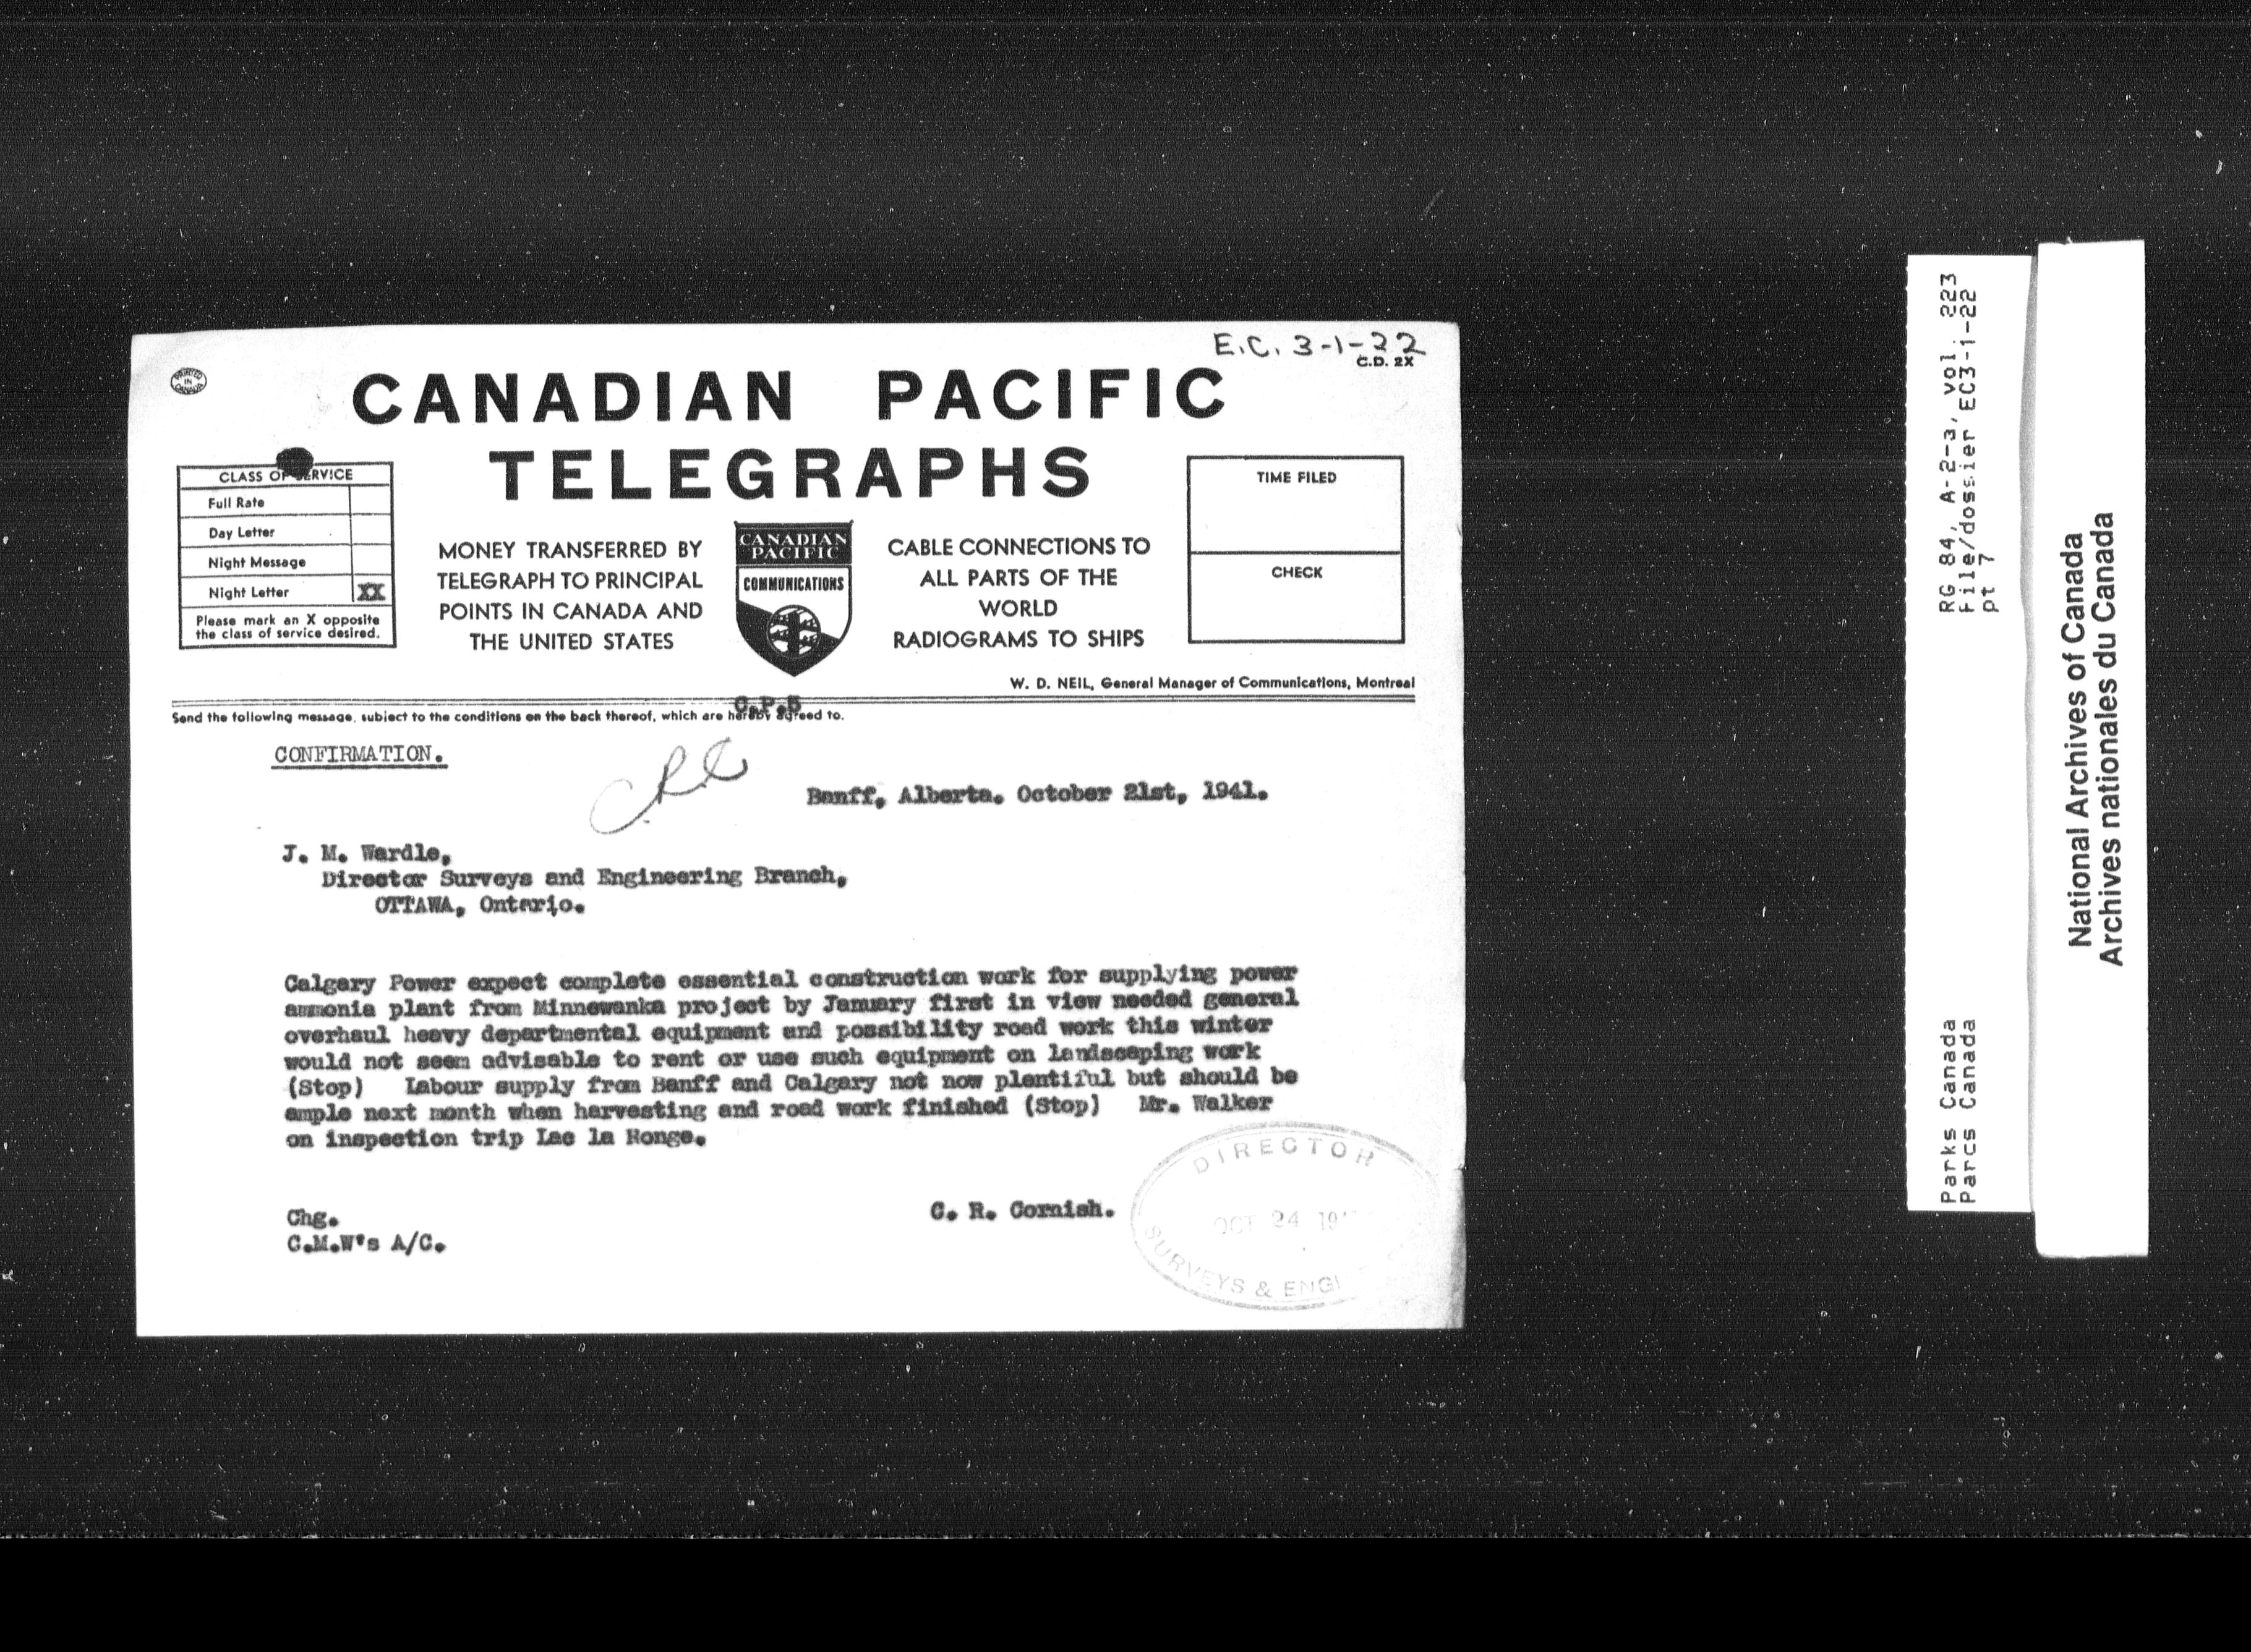 E.C. 3-1-22
C.D. 2X
PRINTED IN CANADA
CANADIAN PACIFIC
TELEGRAPHS
CLASS OF SERVICE
Full Rate
Day Letter
Night Message
Night Letter XX
Please mark an X opposite
the class of service desired.
MONEY TRANSFERRED BY
TELEGRAPH TO PRINCIPAL
POINTS IN CANADA AND
THE UNITED STATES
CANADIAN
PACIFIC
COMMUNICATIONS
CABLE CONNECTIONS TO
ALL PARTS OF THE
WORLD
RADIOGRAMS TO SHIPS
TIME FILED
CHECK
W. D. NEIL, General Manager of Communications, Montreal
C.P.5
Send the following message, subject to the conditions on the back thereof, which are hereby agreed to.
CONFIRMATION.
Banff, Alberta. October 21st, 1941.
J. M. Wardle,
Director Surveys and Engineering Branch,
OTTAWA, Ontario.
Calgary Power expect complete essential construction work for supplying power
ammonia plant from Minnewanka project by January first in view needed general
overhaul heavy departmental equipment and possibility road work this winter
would not seem advisable to rent or use such equipment on landscaping work
(Stop) Labour supply from Banff and Calgary not now plentiful but should be
ample next month when harvesting and road work finished (Stop) Mr. Walker
on inspection trip Lac la Ronge.
C. R. Cornish.
Chg.
C.M.W's A/C.
DIRECTOR
OCT 24 19
SURVEYS & ENGI
RG 84, A-2-a, vol. 223
File/dossier EC3-1-22
pt 7
Parks Canada
Parcs Canada
National Archives of Canada
Archives nationales du Canada